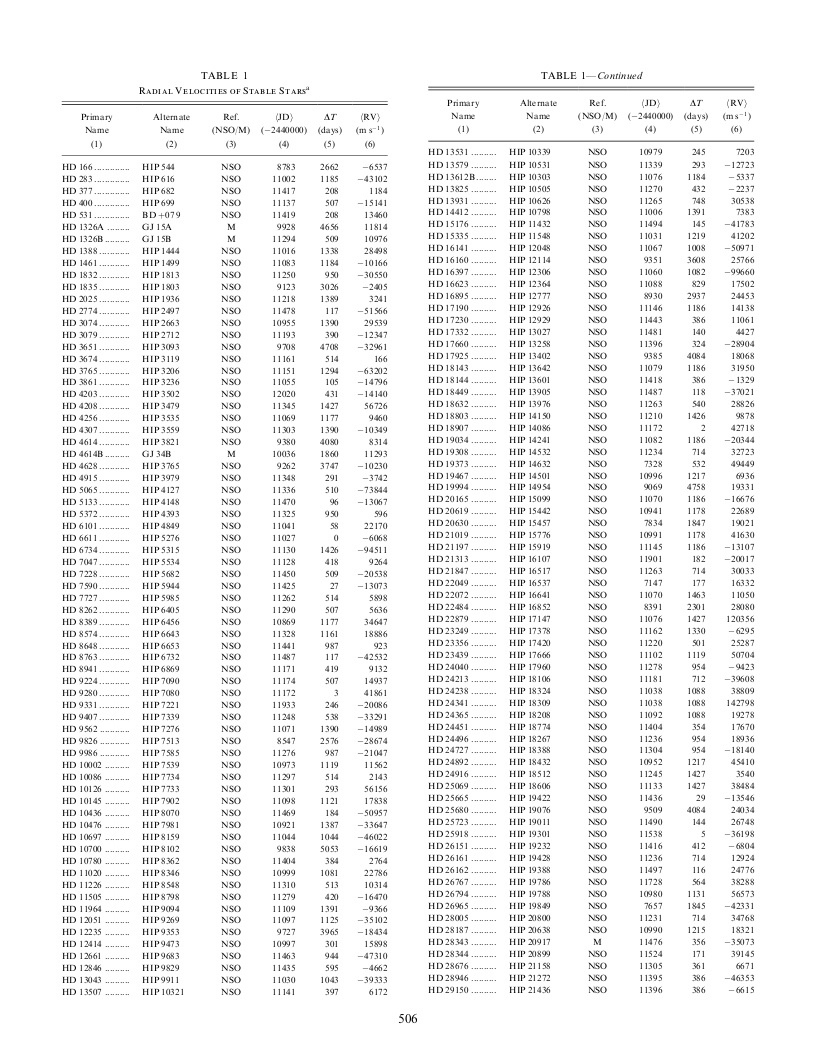 TABLE 1
Radial Velocities of Stable Stars^a
Primary Alternate Ref. ⟨JD⟩ ΔT ⟨RV⟩
Name Name (NSO/M) (−2440000) (days) (m s−1)
(1) (2) (3) (4) (5) (6)
HD 166 .............. HIP 544 NSO 8783 2662 −6537
HD 283 .............. HIP 616 NSO 11002 1185 −43102
HD 377 .............. HIP 682 NSO 11417 208 1184
HD 400 .............. HIP 699 NSO 11137 507 −15141
HD 531 .............. BD +07 9 NSO 11419 208 13460
HD 1326A ......... GJ 15A M 9928 4656 11814
HD 1326B ......... GJ 15B M 11294 509 10976
HD 1388 ............ HIP 1444 NSO 11016 1338 28498
HD 1461 ............ HIP 1499 NSO 11083 1184 −10166
HD 1832 ............ HIP 1813 NSO 11250 950 −30550
HD 1835 ............ HIP 1803 NSO 9123 3026 −2405
HD 2025 ............ HIP 1936 NSO 11218 1389 3241
HD 2774 ............ HIP 2497 NSO 11478 117 −51566
HD 3074 ............ HIP 2663 NSO 10955 1390 29539
HD 3079 ............ HIP 2712 NSO 11193 390 −12347
HD 3651 ............ HIP 3093 NSO 9708 4708 −32961
HD 3674 ............ HIP 3119 NSO 11161 514 166
HD 3765 ............ HIP 3206 NSO 11151 1294 −63202
HD 3861 ............ HIP 3236 NSO 11055 105 −14796
HD 4203 ............ HIP 3502 NSO 12020 431 −14140
HD 4208 ............ HIP 3479 NSO 11345 1427 56726
HD 4256 ............ HIP 3535 NSO 11069 1177 9460
HD 4307 ............ HIP 3559 NSO 11303 1390 −10349
HD 4614 ............ HIP 3821 NSO 9380 4080 8314
HD 4614B .......... GJ 34B M 10036 1860 11293
HD 4628 ............ HIP 3765 NSO 9262 3747 −10230
HD 4915 ............ HIP 3979 NSO 11348 291 −3742
HD 5065 ............ HIP 4127 NSO 11336 510 −73844
HD 5133 ............ HIP 4148 NSO 11470 96 −13067
HD 5372 ............ HIP 4393 NSO 11325 950 596
HD 6101 ............ HIP 4849 NSO 11041 58 22170
HD 6611 ............ HIP 5276 NSO 11027 0 −6068
HD 6734 ............ HIP 5315 NSO 11130 1426 −94511
HD 7047 ............ HIP 5534 NSO 11128 418 9264
HD 7228 ............ HIP 5682 NSO 11450 509 −20538
HD 7590 ............ HIP 5944 NSO 11425 27 −13073
HD 7727 ............ HIP 5985 NSO 11262 514 5898
HD 8262 ............ HIP 6405 NSO 11290 507 5636
HD 8389 ............ HIP 6456 NSO 10869 1177 34647
HD 8574 ............ HIP 6643 NSO 11328 1161 18886
HD 8648 ............ HIP 6653 NSO 11441 987 923
HD 8763 ............ HIP 6732 NSO 11487 117 −42532
HD 8941 ............ HIP 6869 NSO 11171 419 9132
HD 9224 ............ HIP 7090 NSO 11174 507 14937
HD 9280 ............ HIP 7080 NSO 11172 3 41861
HD 9331 ............ HIP 7221 NSO 11933 246 −20086
HD 9407 ............ HIP 7339 NSO 11248 538 −33291
HD 9562 ............ HIP 7276 NSO 11071 1390 −14989
HD 9826 ............ HIP 7513 NSO 8547 2576 −28674
HD 9986 ............ HIP 7585 NSO 11276 987 −21047
HD 10002 .......... HIP 7539 NSO 10973 1119 11562
HD 10086 .......... HIP 7734 NSO 11297 514 2143
HD 10126 .......... HIP 7733 NSO 11301 293 56156
HD 10145 .......... HIP 7902 NSO 11098 1121 17838
HD 10436 .......... HIP 8070 NSO 11469 184 −50957
HD 10476 .......... HIP 7981 NSO 10921 1387 −33647
HD 10697 .......... HIP 8159 NSO 11044 1044 −46022
HD 10700 .......... HIP 8102 NSO 9838 5053 −16619
HD 10780 .......... HIP 8362 NSO 11404 384 2764
HD 11020 .......... HIP 8346 NSO 10999 1081 22786
HD 11226 .......... HIP 8548 NSO 11310 513 10314
HD 11505 .......... HIP 8798 NSO 11279 420 −16470
HD 11964 .......... HIP 9094 NSO 11109 1391 −9366
HD 12051 .......... HIP 9269 NSO 11097 1125 −35102
HD 12235 .......... HIP 9353 NSO 9727 3965 −18434
HD 12414 .......... HIP 9473 NSO 10997 301 15898
HD 12661 .......... HIP 9683 NSO 11463 944 −47310
HD 12846 .......... HIP 9829 NSO 11435 595 −4662
HD 13043 .......... HIP 9911 NSO 11030 1043 −39333
HD 13507 .......... HIP 10321 NSO 11141 397 6172
TABLE 1—Continued
Primary Alternate Ref. ⟨JD⟩ ΔT ⟨RV⟩
Name Name (NSO/M) (−2440000) (days) (m s−1)
(1) (2) (3) (4) (5) (6)
HD 13531 .......... HIP 10339 NSO 10979 245 7203
HD 13579 .......... HIP 10531 NSO 11339 293 −12723
HD 13612B........ HIP 10303 NSO 11076 1184 −5337
HD 13825 .......... HIP 10505 NSO 11270 432 −2237
HD 13931 .......... HIP 10626 NSO 11265 748 30538
HD 14412 .......... HIP 10798 NSO 11006 1391 7383
HD 15176 .......... HIP 11432 NSO 11494 145 −41783
HD 15335 .......... HIP 11548 NSO 11031 1219 41202
HD 16141 .......... HIP 12048 NSO 11067 1008 −50971
HD 16160 .......... HIP 12114 NSO 9351 3608 25766
HD 16397 .......... HIP 12306 NSO 11060 1082 −99660
HD 16623 .......... HIP 12364 NSO 11088 829 17502
HD 16895 .......... HIP 12777 NSO 8930 2937 24453
HD 17190 .......... HIP 12926 NSO 11146 1186 14138
HD 17230 .......... HIP 12929 NSO 11443 386 11061
HD 17332 .......... HIP 13027 NSO 11481 140 4427
HD 17660 .......... HIP 13258 NSO 11396 324 −28904
HD 17925 .......... HIP 13402 NSO 9385 4084 18068
HD 18143 .......... HIP 13642 NSO 11079 1186 31950
HD 18144 .......... HIP 13601 NSO 11418 386 −1329
HD 18449 .......... HIP 13905 NSO 11487 118 −37021
HD 18632 .......... HIP 13976 NSO 11263 540 28826
HD 18803 .......... HIP 14150 NSO 11210 1426 9878
HD 18907 .......... HIP 14086 NSO 11172 2 42718
HD 19034 .......... HIP 14241 NSO 11082 1186 −20344
HD 19308 .......... HIP 14532 NSO 11234 714 32723
HD 19373 .......... HIP 14632 NSO 7328 532 49449
HD 19467 .......... HIP 14501 NSO 10996 1217 6936
HD 19994 .......... HIP 14954 NSO 9069 4758 19331
HD 20165 .......... HIP 15099 NSO 11070 1186 −16676
HD 20619 .......... HIP 15442 NSO 10941 1178 22689
HD 20630 .......... HIP 15457 NSO 7834 1847 19021
HD 21019 .......... HIP 15776 NSO 10991 1178 41630
HD 21197 .......... HIP 15919 NSO 11145 1186 −13107
HD 21313 .......... HIP 16107 NSO 11901 182 −20017
HD 21847 .......... HIP 16517 NSO 11263 714 30033
HD 22049 .......... HIP 16537 NSO 7147 177 16332
HD 22072 .......... HIP 16641 NSO 11070 1463 11050
HD 22484 .......... HIP 16852 NSO 8391 2301 28080
HD 22879 .......... HIP 17147 NSO 11076 1427 120356
HD 23249 .......... HIP 17378 NSO 11162 1330 −6295
HD 23356 .......... HIP 17420 NSO 11220 501 25287
HD 23439 .......... HIP 17666 NSO 11102 1119 50704
HD 24040 .......... HIP 17960 NSO 11278 954 −9423
HD 24213 .......... HIP 18106 NSO 11181 712 −39608
HD 24238 .......... HIP 18324 NSO 11038 1088 38809
HD 24341 .......... HIP 18309 NSO 11038 1088 142798
HD 24365 .......... HIP 18208 NSO 11092 1088 19278
HD 24451 .......... HIP 18774 NSO 11404 354 17670
HD 24496 .......... HIP 18267 NSO 11236 954 18936
HD 24727 .......... HIP 18388 NSO 11304 954 −18140
HD 24892 .......... HIP 18432 NSO 10952 1217 45410
HD 24916 .......... HIP 18512 NSO 11245 1427 3540
HD 25069 .......... HIP 18606 NSO 11133 1427 38484
HD 25665 .......... HIP 19422 NSO 11436 29 −13546
HD 25680 .......... HIP 19076 NSO 9509 4084 24034
HD 25723 .......... HIP 19011 NSO 11490 144 26748
HD 25918 .......... HIP 19301 NSO 11538 5 −36198
HD 26151 .......... HIP 19232 NSO 11416 412 −6804
HD 26161 .......... HIP 19428 NSO 11236 714 12924
HD 26162 .......... HIP 19388 NSO 11497 116 24776
HD 26767 .......... HIP 19786 NSO 11728 564 38288
HD 26794 .......... HIP 19788 NSO 10980 1131 56573
HD 26965 .......... HIP 19849 NSO 7657 1845 −42331
HD 28005 .......... HIP 20800 NSO 11231 714 34768
HD 28187 .......... HIP 20638 NSO 10990 1215 18321
HD 28343 .......... HIP 20917 M 11476 356 −35073
HD 28344 .......... HIP 20899 NSO 11524 171 39145
HD 28676 .......... HIP 21158 NSO 11305 361 6671
HD 28946 .......... HIP 21272 NSO 11395 386 −46353
HD 29150 .......... HIP 21436 NSO 11396 386 −6615
506